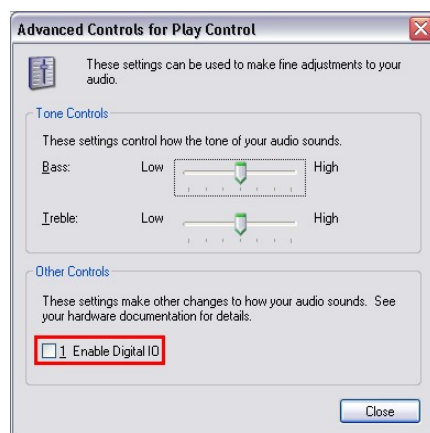 Advanced Controls for Play Control
These settings can be used to make fine adjustments to your
audio.
Tone Controls
These settings control how the tone of your audio sounds.
Bass: Low High
Treble: Low High
Other Controls
These settings make other changes to how your audio sounds. See
your hardware documentation for details.
1 Enable Digital IO
Close